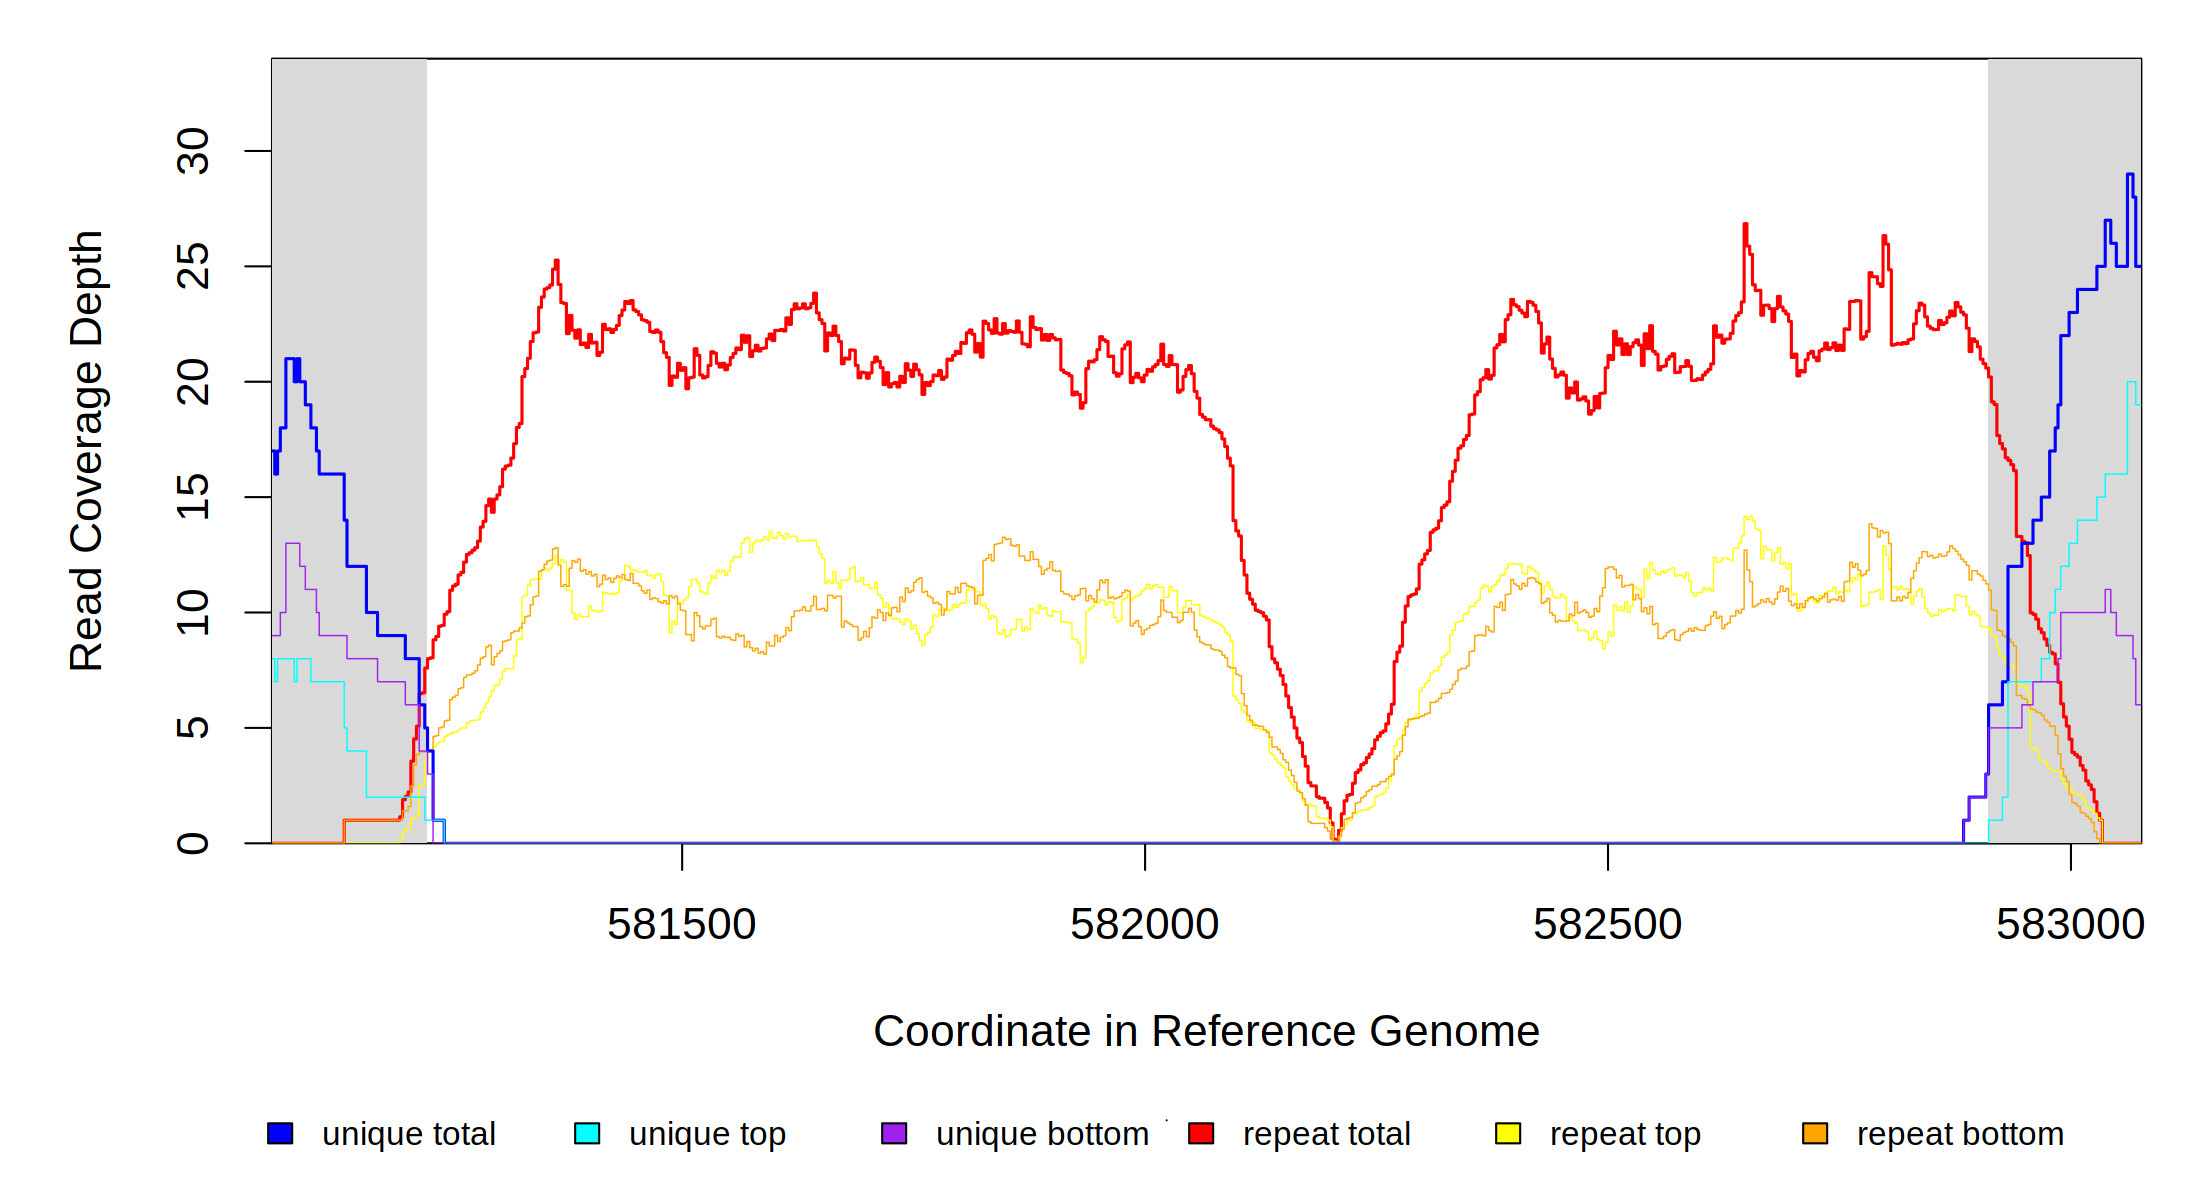 30
25
20
15
10
5
0
Read Coverage Depth
581500 582000 582500 583000
Coordinate in Reference Genome
unique total unique top unique bottom repeat total repeat top repeat bottom